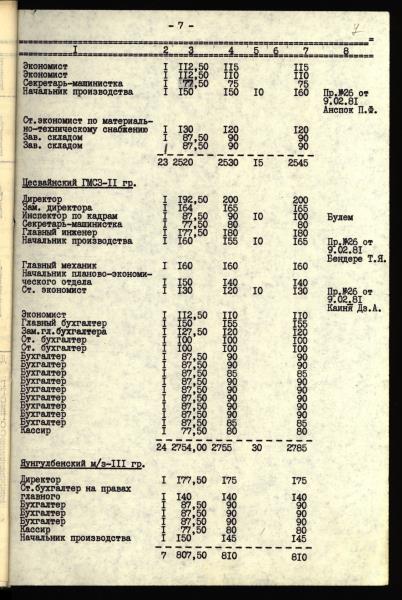 - 7 -
I 2 3 4 5 6 7 8
Экономист I II2,50 II5 II5
Экономист I II2,50 II0 II0
Секретарь-машинистка I 77,50 75 75
Начальник производства I I50 I50 I0 I60 Пр.№26 от
9.02.81
Анспок П.Ф.
Ст.экономист по материаль-
но-техническому снабжению I I30 I20 I20
Зав. складом I 87,50 90 90
Зав. складом I 87,50 90 90
23 2520 2530 I5 2545
Цесвайнский ГМСЗ-II гр.
Директор I I92,50 200 200
Зам. директора I I64 I65 I65
Инспектор по кадрам I 87,50 90 I0 I00 Булем
Секретарь-машинистка I 77,50 80 80
Главный инженер I I77,50 I80 I80
Начальник производства I I60 I55 I0 I65 Пр.№26 от
9.02.81
Бендере Т.Я.
Главный механик I I60 I60 I60
Начальник планово-экономи-
ческого отдела I I50 I40 I40
Ст. экономист I I30 I20 I0 I30 Пр.№26 от
9.02.81
Каиня Дз.А.
Экономист I II2,50 II0 II0
Главный бухгалтер I I50 I55 I55
Зам.гл.бухгалтера I I27,50 I20 I20
Ст. бухгалтер I I00 I00 I00
Ст. бухгалтер I I00 I00 I00
Бухгалтер I 87,50 90 90
Бухгалтер I 87,50 90 90
Бухгалтер I 87,50 85 85
Бухгалтер I 87,50 90 90
Бухгалтер I 87,50 90 90
Бухгалтер I 87,50 90 90
Бухгалтер I 87,50 90 90
Бухгалтер I 87,50 90 90
Бухгалтер I 87,50 85 85
Кассир I 77,50 80 80
24 2754,00 2755 30 2785
Яунгулбенский м/з-III гр.
Директор I I77,50 I75 I75
Ст.бухгалтер на правах
главного I I40 I40 I40
Бухгалтер I 87,50 90 90
Бухгалтер I 87,50 90 90
Бухгалтер I 87,50 90 90
Кассир I 77,50 80 80
Начальник производства I I50 I45 I45
7 807,50 8I0 8I0